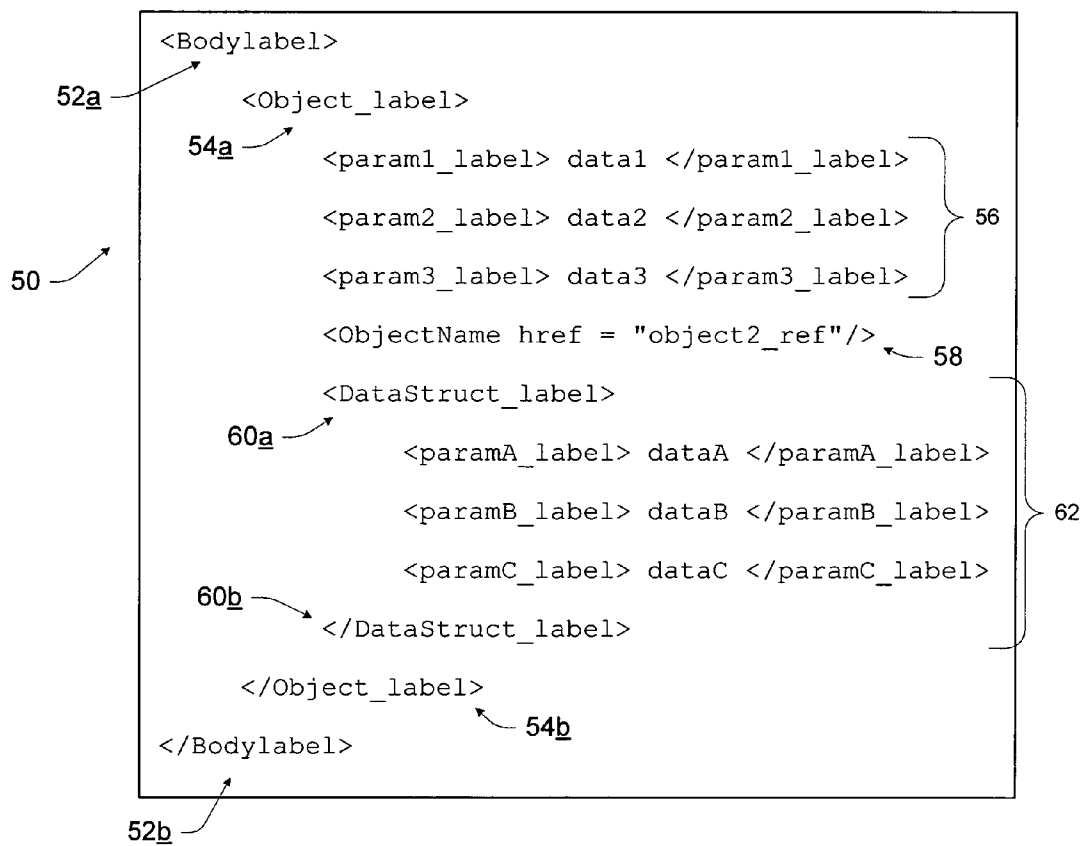 <Bodylabel>
52a
<Object_label>
54a
<param1_label> data1 </param1_label>
<param2_label> data2 </param2_label>
56
<param3_label> data3 </param3_label>
50
<ObjectName href = "object2_ref"/>
58
<DataStruct_label>
60a
<paramA_label> dataA </paramA_label>
<paramB_label> dataB </paramB_label>
62
<paramC_label> dataC </paramC_label>
60b
</DataStruct_label>
</Object_label>
54b
</Bodylabel>
52b